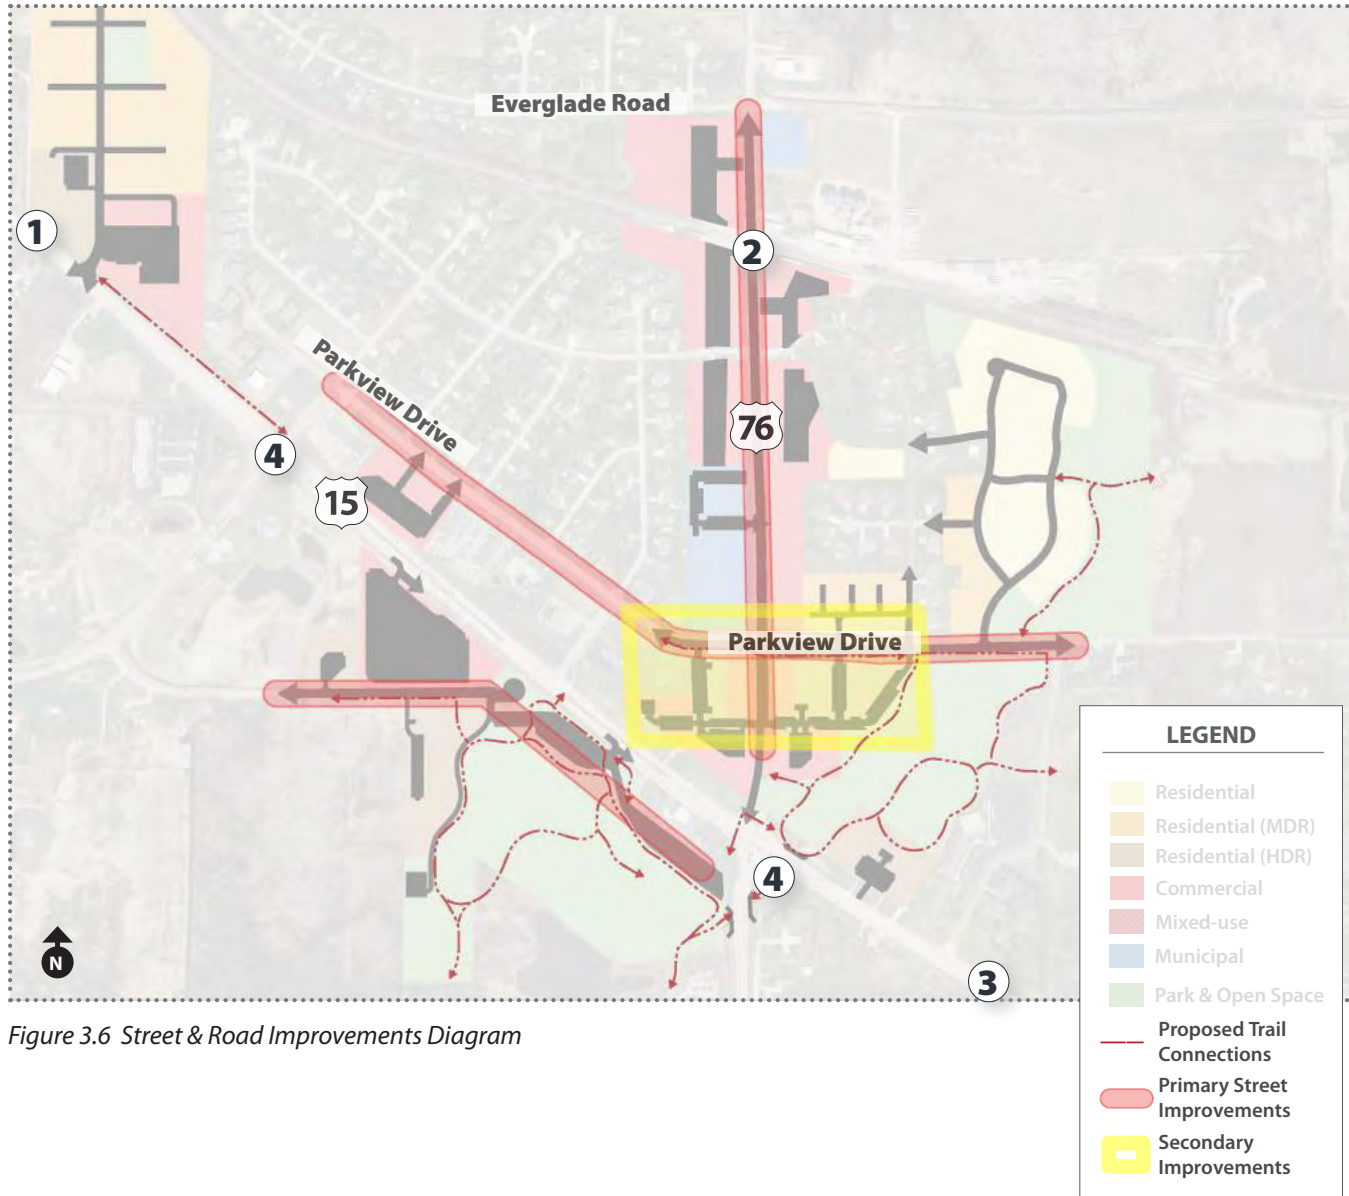 Everglade Road
1
2
Parkview Drive
76
4
15
Parkview Drive
4
3
N
LEGEND
Residential
Residential (MDR)
Residential (HDR)
Commercial
Mixed-use
Municipal
Park & Open Space
Proposed Trail
Connections
Primary Street
Improvements
Secondary
Improvements
Figure 3.6 Street & Road Improvements Diagram